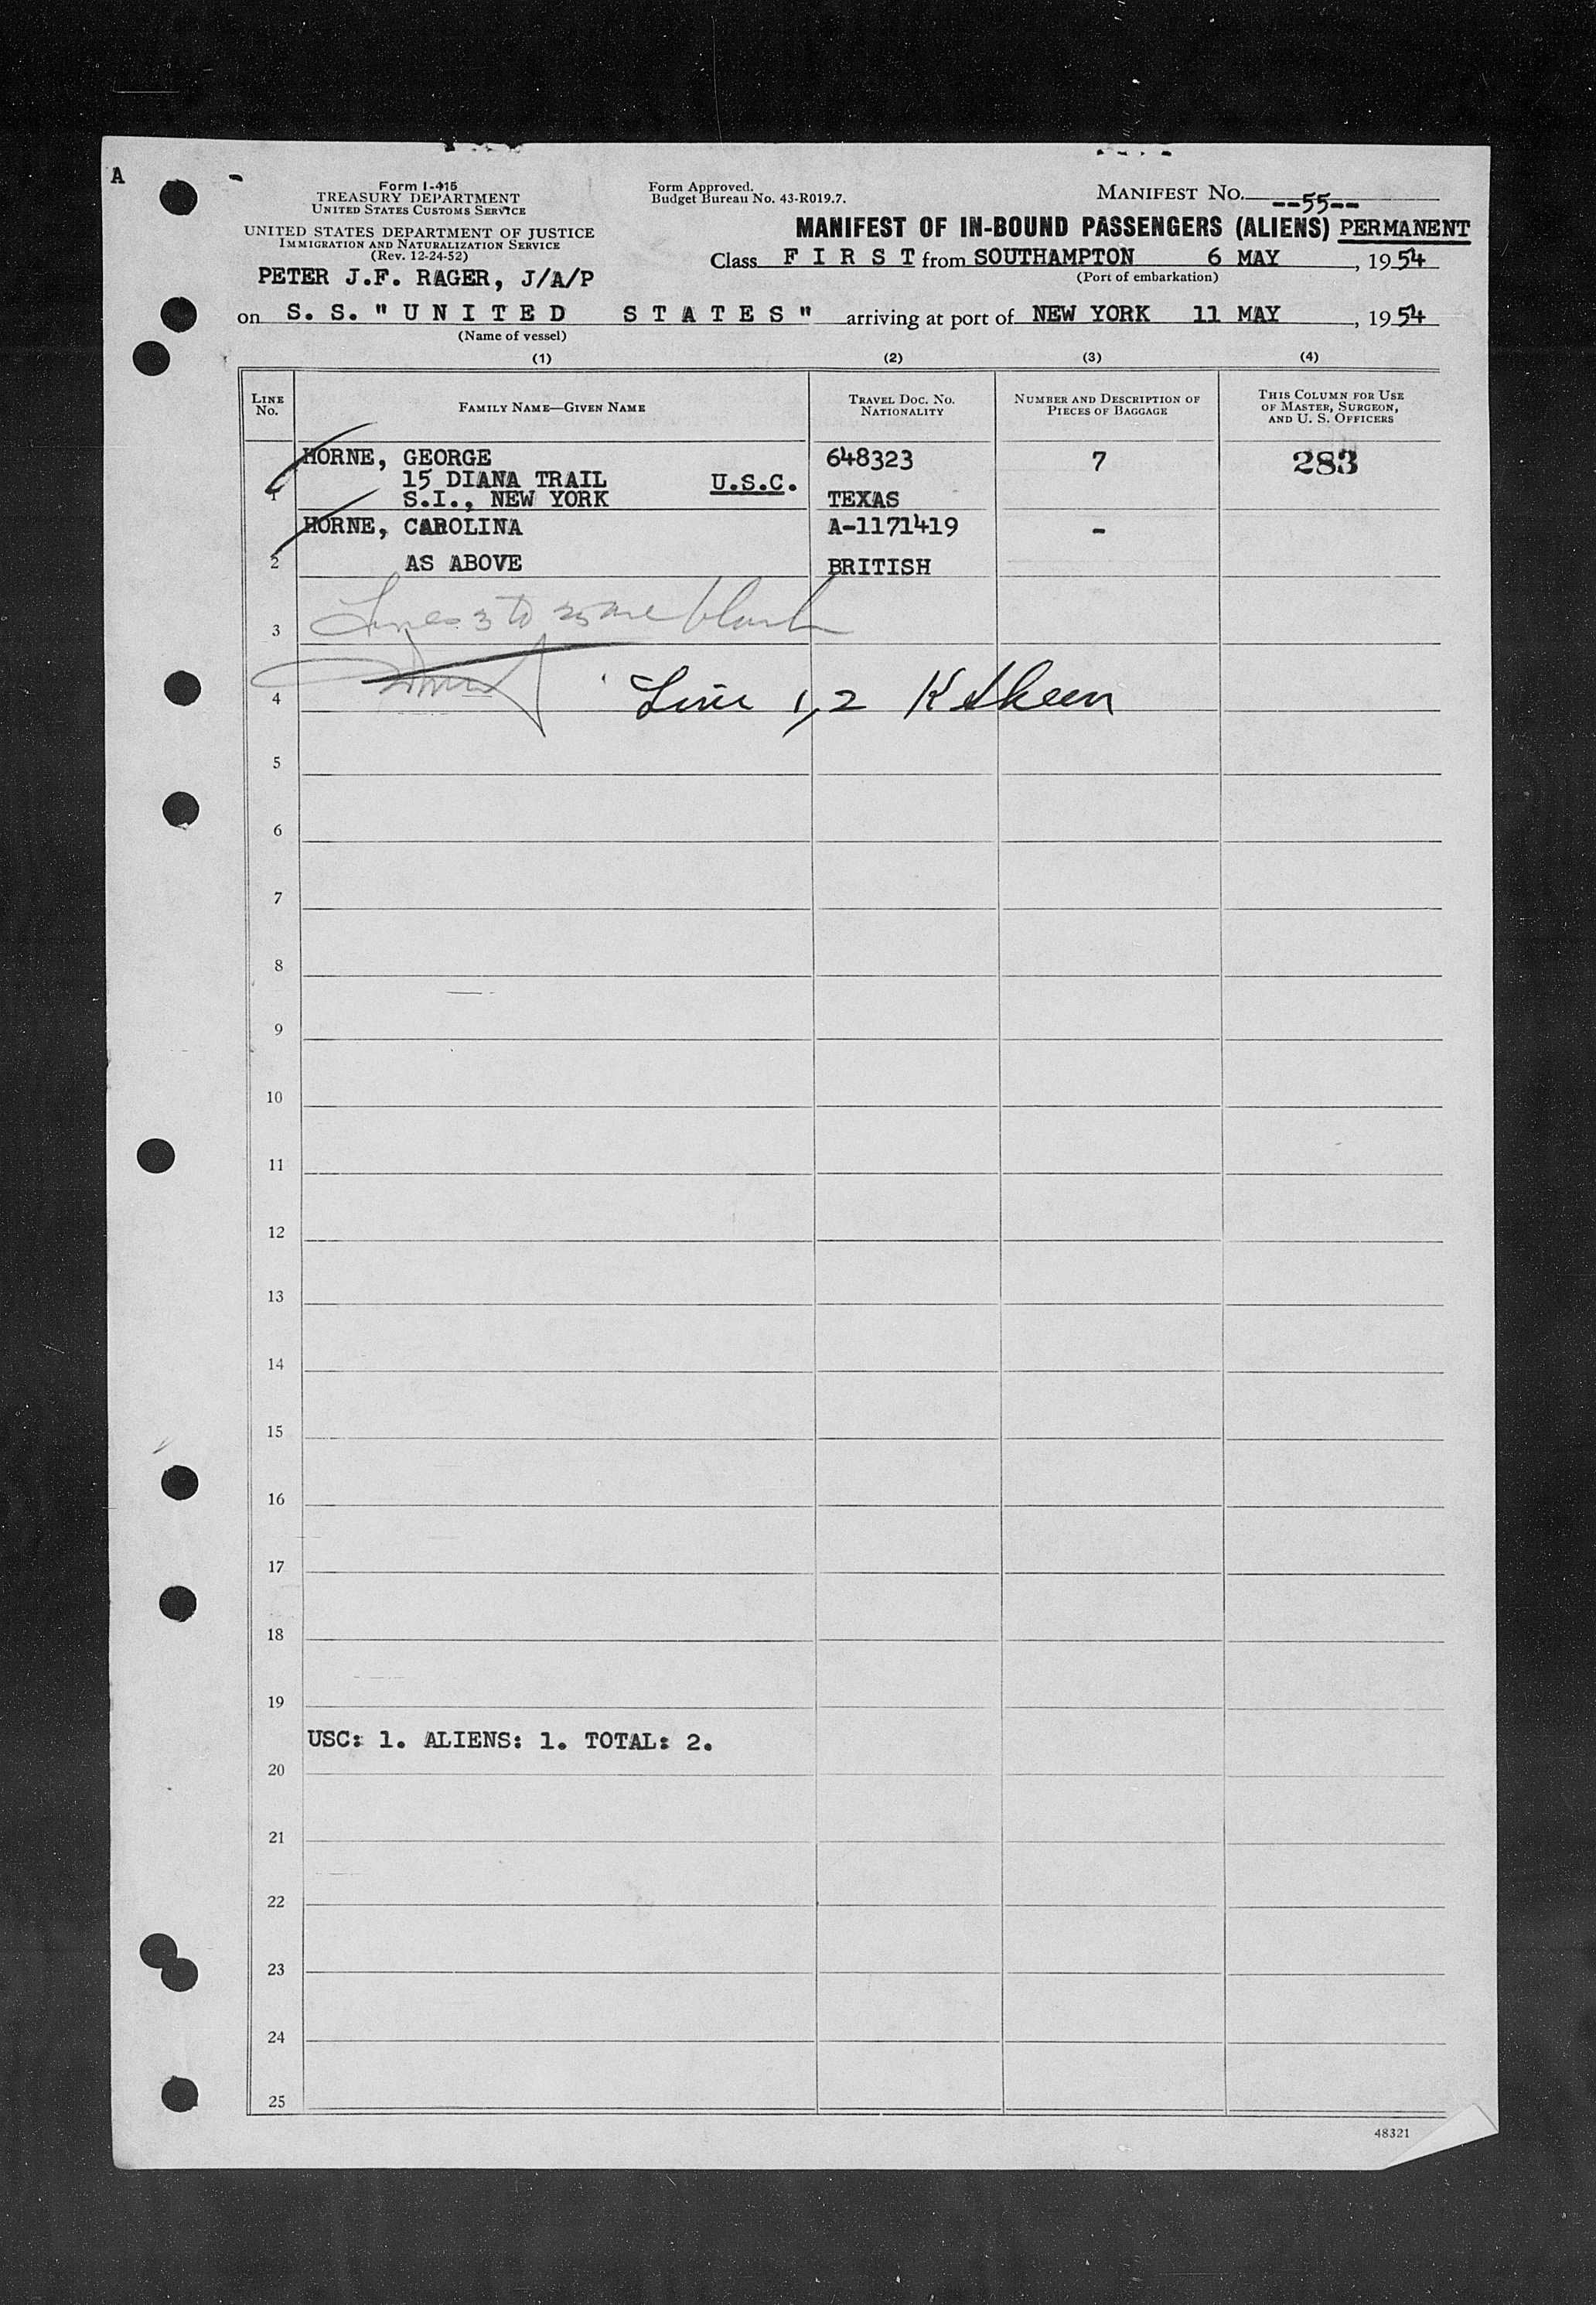 A
Form I-415
TREASURY DEPARTMENT
UNITED STATES CUSTOMS SERVICE
UNITED STATES DEPARTMENT OF JUSTICE
IMMIGRATION AND NATURALIZATION SERVICE
(Rev. 12-24-52)
PETER J.F. RAGER, J/A/P
Form Approved.
Budget Bureau No. 43-R019.7.
MANIFEST NO. --55--
MANIFEST OF IN-BOUND PASSENGERS (ALIENS) PERMANENT
Class F I R S T from SOUTHAMPTON 6 MAY, 1954
(Port of embarkation)
on S.S."U N I T E D S T A T E S" arriving at port of NEW YORK 11 MAY, 1954
(Name of vessel)
(1) (2) (3) (4)
LINE NO. FAMILY NAME—GIVEN NAME TRAVEL DOC. NO. NATIONALITY NUMBER AND DESCRIPTION OF PIECES OF BAGGAGE THIS COLUMN FOR USE OF MASTER, SURGEON, AND U. S. OFFICERS
HORNE, GEORGE 648323 7 283
15 DIANA TRAIL U.S.C.
1 S.I., NEW YORK TEXAS
HORNE, CAROLINA A-1171419 -
2 AS ABOVE BRITISH
3 Lines 3 to 25 are blank
4 Line 1, 2
5
6
7
8
9
10
11
12
13
14
15
16
17
18
19
USC: 1. ALIENS: 1. TOTAL: 2.
20
21
22
23
24
25
48321